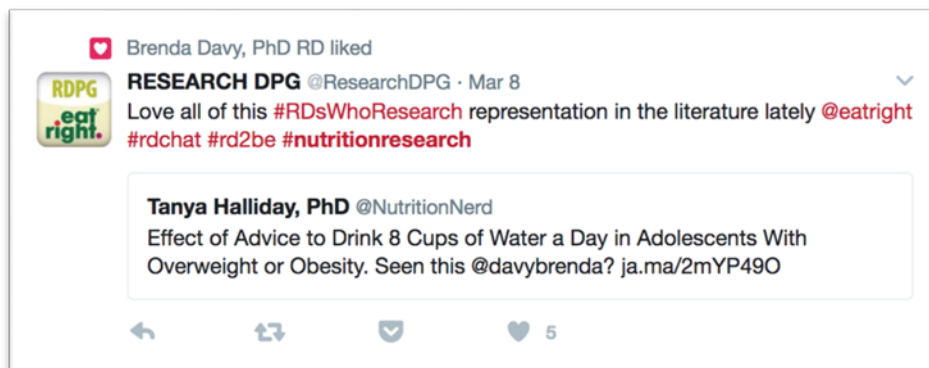 Brenda Davy, PhD RD liked
RDPG
eat
right.
RESEARCH DPG @ResearchDPG · Mar 8
Love all of this #RDsWhoResearch representation in the literature lately @eatright
#rdchat #rd2be #nutritionresearch
Tanya Halliday, PhD @NutritionNerd
Effect of Advice to Drink 8 Cups of Water a Day in Adolescents With
Overweight or Obesity. Seen this @davybrenda? ja.ma/2mYP49O
5